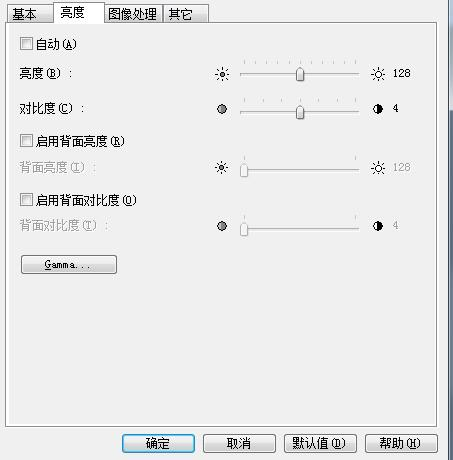 基本 亮度 图像处理 其它
自动(A)
亮度(B) : 128
对比度(C) : 4
启用背面亮度(R)
背面亮度(I) : 128
启用背面对比度(O)
背面对比度(T) : 4
Gamma...
确定 取消 默认值(D) 帮助(H)